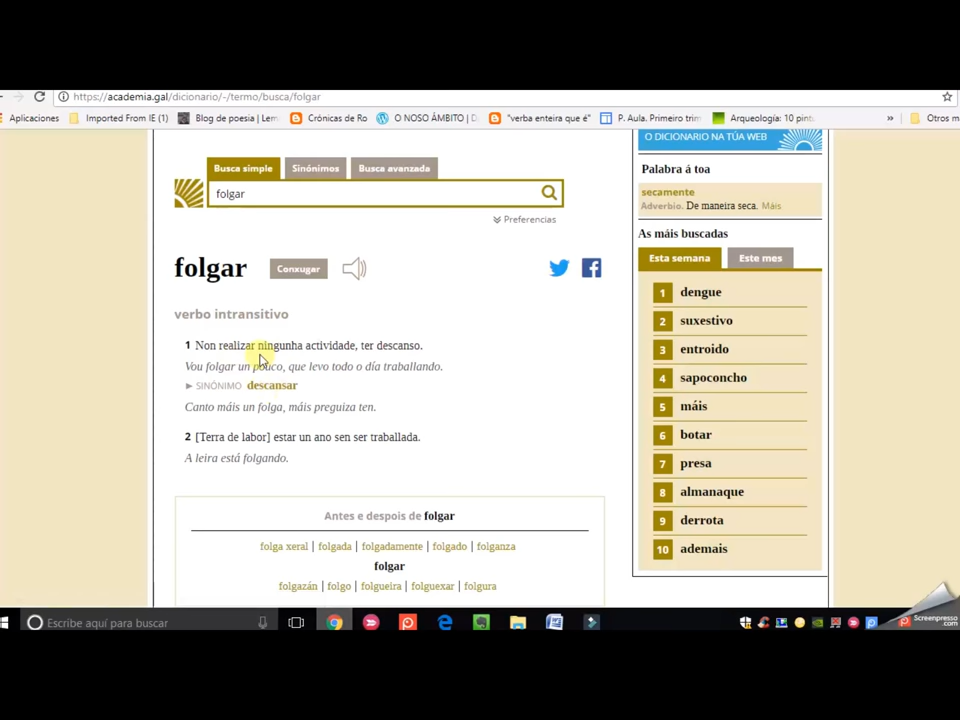 https://academia.gal/dicionario/-/termo/busca/folgar
Aplicaciones Imported From IE (1) Blog de poesia | Lem Crónicas de Ro O NOSO ÁMBITO | D "verba enteira que é" P. Aula. Primeiro trim Arqueología: 10 punt » Otros m
O DICIONARIO NA TÚA WEB
Busca simple Sinónimos Busca avanzada
folgar
Preferencias
folgar Conxugar
verbo intransitivo
1 Non realizar ningunha actividade, ter descanso.
Vou folgar un pouco, que levo todo o día traballando.
► SINÓNIMO descansar
Canto máis un folga, máis preguiza ten.
2 [Terra de labor] estar un ano sen ser traballada.
A leira está folgando.
Antes e despois de folgar
folga xeral | folgada | folgadamente | folgado | folganza
folgar
folgazán | folgo | folgueira | folguexar | folgura
Palabra á toa
secamente
Adverbio. De maneira seca. Máis
As máis buscadas
Esta semana Este mes
1 dengue
2 suxestivo
3 entroido
4 sapoconcho
5 máis
6 botar
7 presa
8 almanaque
9 derrota
10 ademais
Escribe aquí para buscar
Screenpresso.com